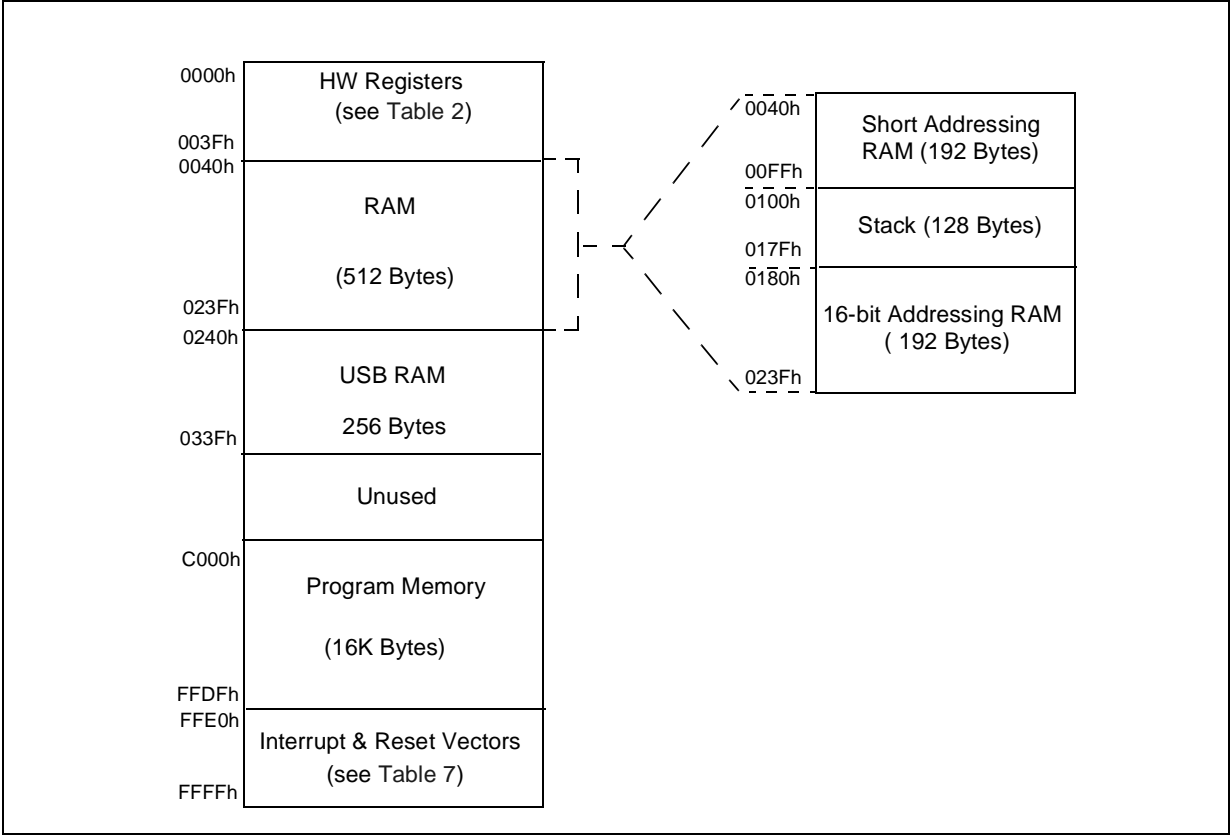 0000h
HW Registers
(see Table 2)
003Fh
0040h
RAM
(512 Bytes)
023Fh
0240h
USB RAM
256 Bytes
033Fh
Unused
C000h
Program Memory
(16K Bytes)
FFDFh
FFE0h
Interrupt & Reset Vectors
(see Table 7)
FFFFh
0040h
Short Addressing
RAM (192 Bytes)
00FFh
0100h
Stack (128 Bytes)
017Fh
0180h
16-bit Addressing RAM
( 192 Bytes)
023Fh